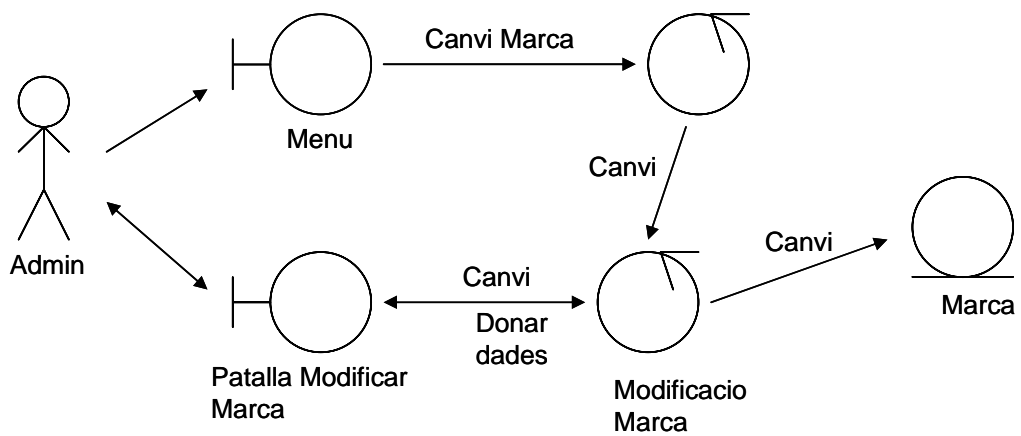 Canvi Marca
Menu
Canvi
Admin
Canvi
Marca
Canvi
Donar
dades
Patalla Modificar
Marca
Modificacio
Marca